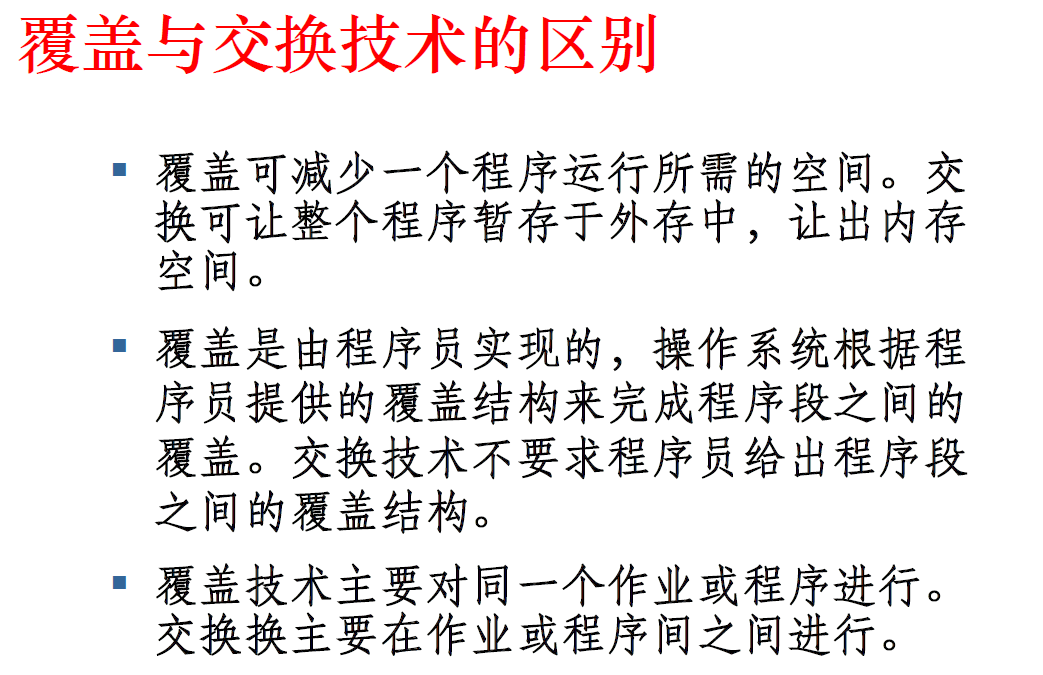 覆盖与交换技术的区别
覆盖可减少一个程序运行所需的空间。交
换可让整个程序暂存于外存中，让出内存
空间。
覆盖是由程序员实现的，操作系统根据程
序员提供的覆盖结构来完成程序段之间的
覆盖。交换技术不要求程序员给出程序段
之间的覆盖结构。
覆盖技术主要对同一个作业或程序进行。
交换换主要在作业或程序间之间进行。